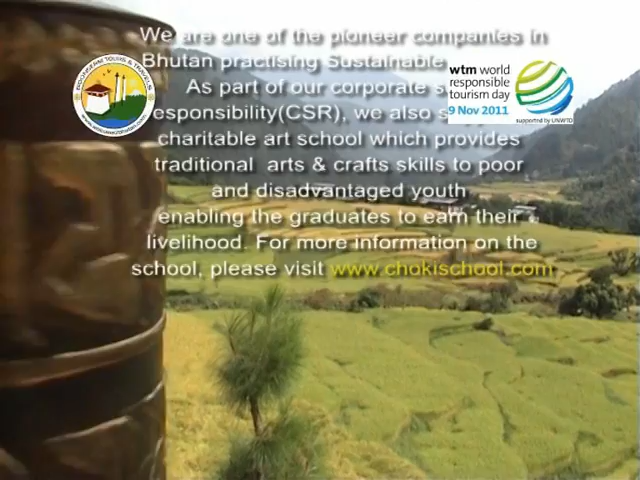 We are one of the pioneer companies in
Bhutan practising Sustainable
As part of our corporate s
esponsibility(CSR), we also s
charitable art school which provides
traditional arts & crafts skills to poor
and disadvantaged youth
enabling the graduates to earn their
livelihood. For more information on the
school, please visit www.chokischool.com
wtm world
responsible
tourism day
9 Nov 2011
supported by UNWTO